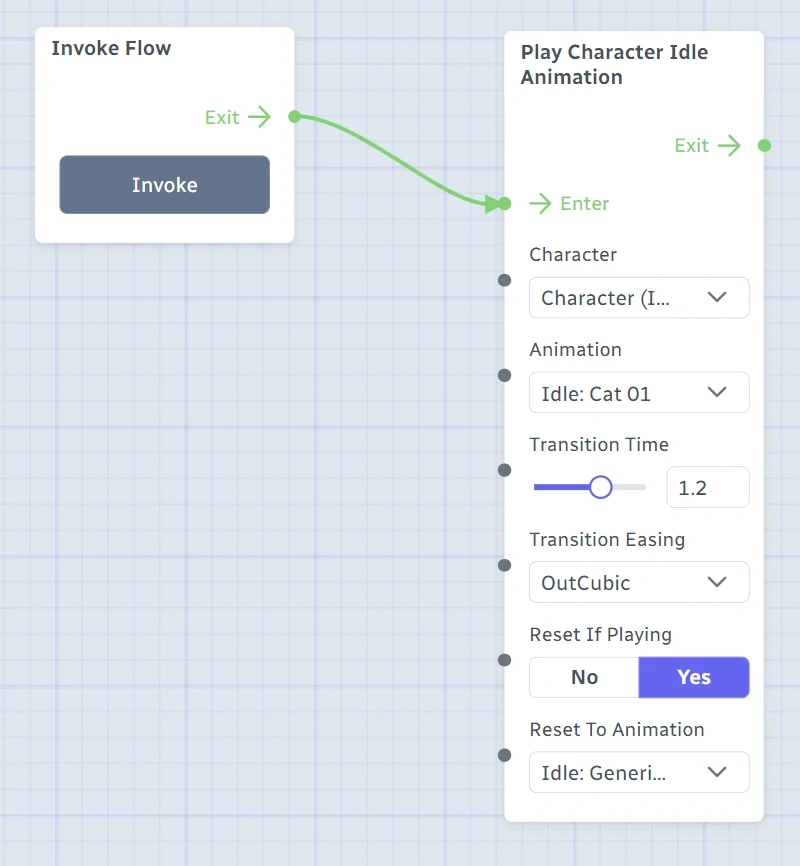 Invoke Flow
Exit
Invoke
Play Character Idle
Animation
Exit
Enter
Character
Character (I...
Animation
Idle: Cat 01
Transition Time
1.2
Transition Easing
OutCubic
Reset If Playing
No Yes
Reset To Animation
Idle: Generi...